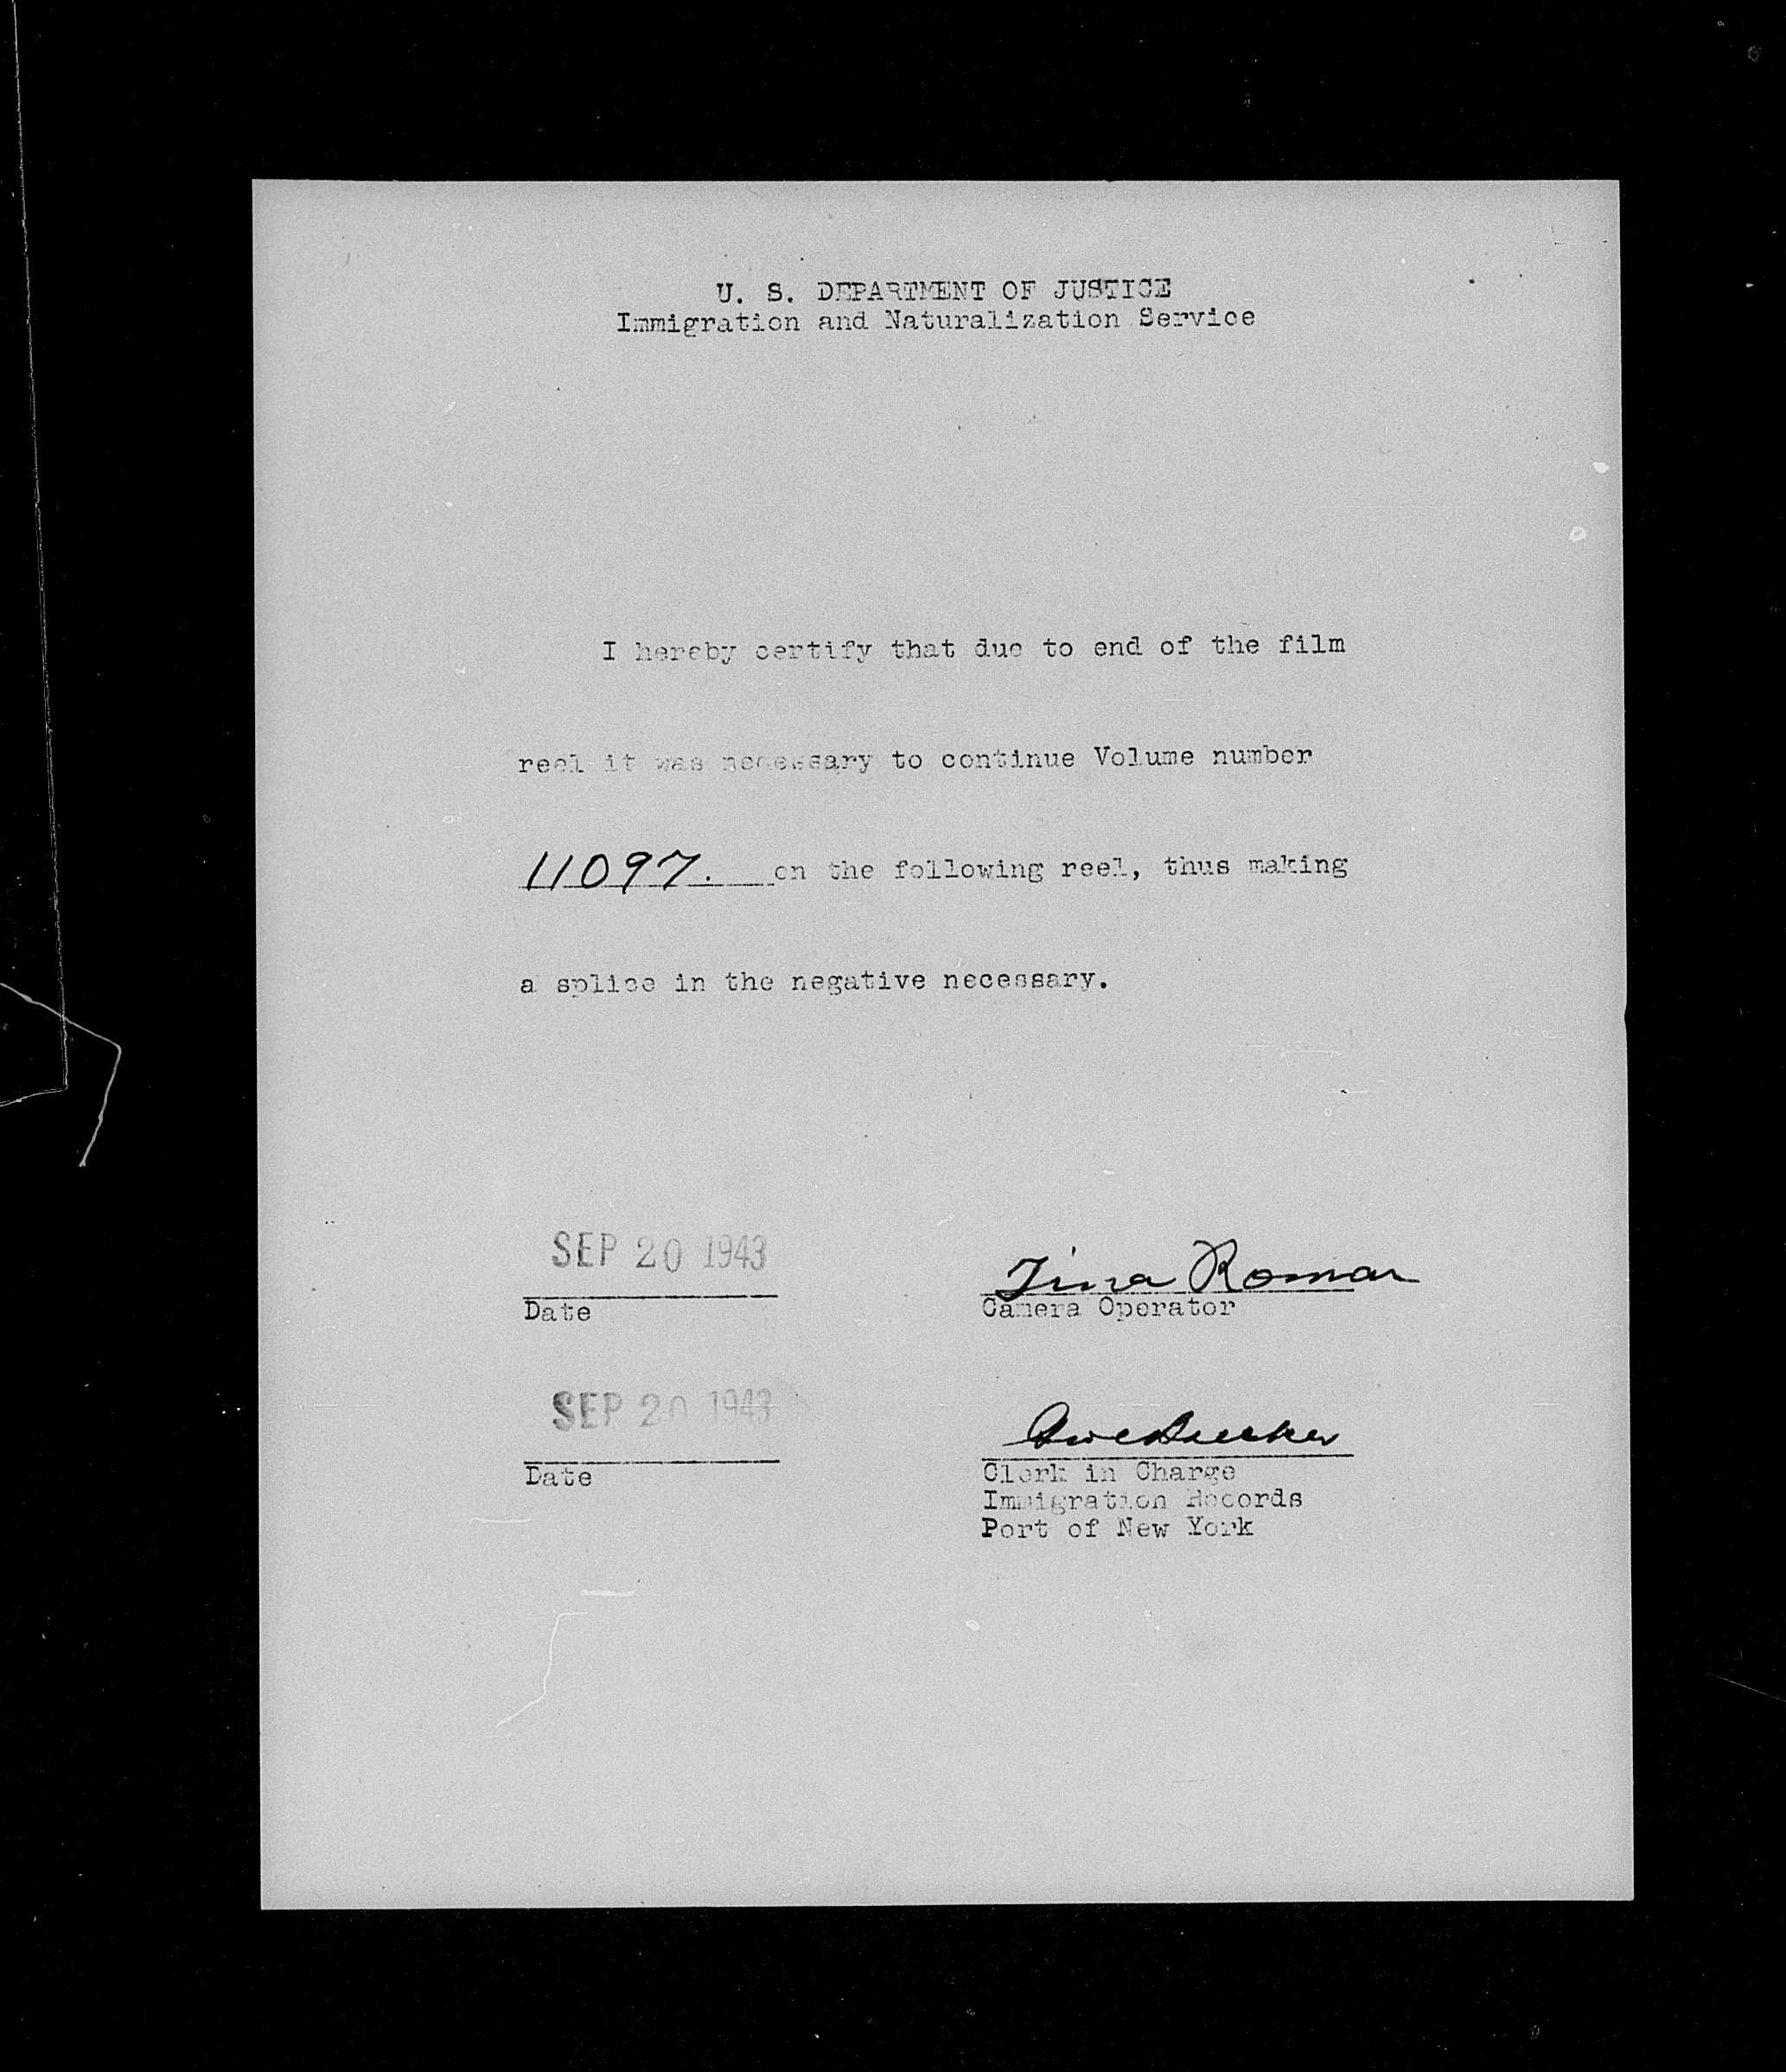 U. S. DEPARTMENT OF JUSTICE
Immigration and Naturalization Service
I hereby certify that due to end of the film
reel it was necessary to continue Volume number
11097. on the following reel, thus making
a splice in the negative necessary.
SEP 20 1943
Tina Roman
Date
Camera Operator
SEP 20 1943
Date
Clerk in Charge
Immigration Records
Port of New York